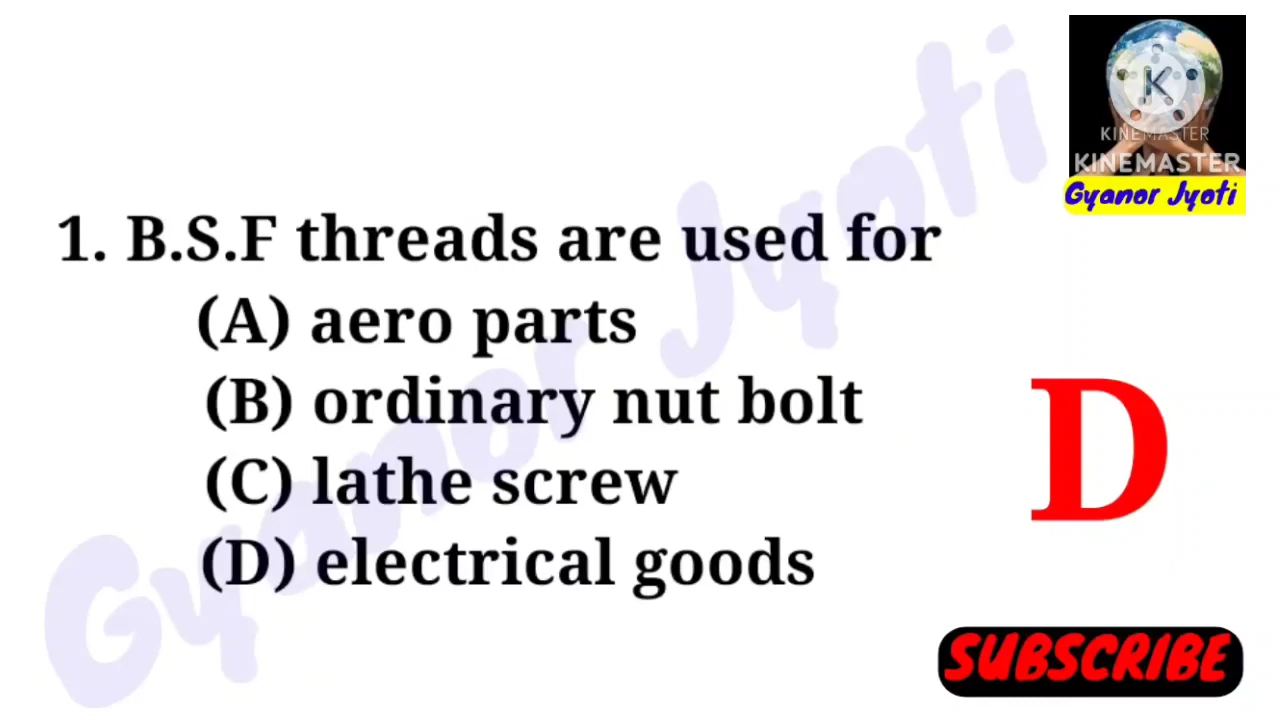 KINEMASTER
KINEMASTER
Gyanor Jyoti
1. B.S.F threads are used for
(A) aero parts
(B) ordinary nut bolt
(C) lathe screw
(D) electrical goods
D
Gyanor Jyoti
SUBSCRIBE